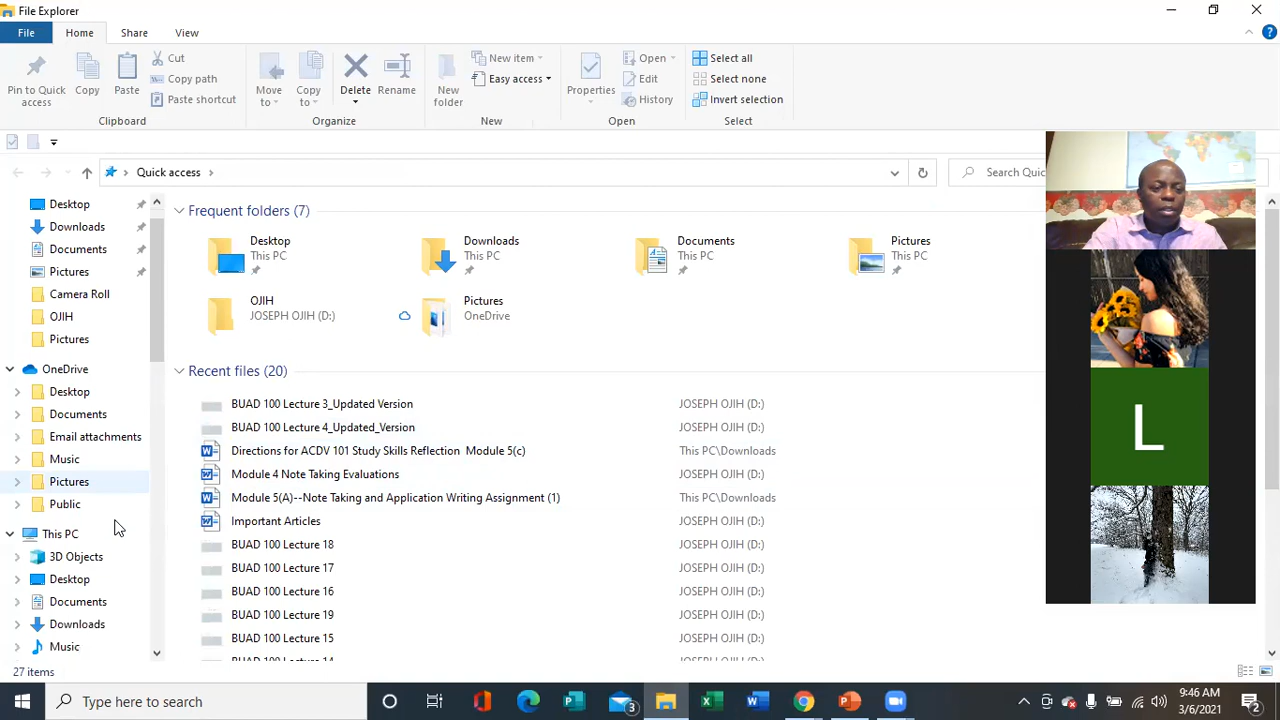 File Explorer
File Home Share View
Pin to Quick access
Copy
Paste
Cut
Copy path
Paste shortcut
Clipboard
Move to
Copy to
Delete
Rename
Organize
New folder
New item
Easy access
New
Properties
Open
Edit
History
Open
Select all
Select none
Invert selection
Select
Quick access
Search Quic
Desktop
Downloads
Documents
Pictures
Camera Roll
OJIH
Pictures
OneDrive
Desktop
Documents
Email attachments
Music
Pictures
Public
This PC
3D Objects
Desktop
Documents
Downloads
Music
Frequent folders (7)
Desktop
This PC
Downloads
This PC
Documents
This PC
Pictures
This PC
OJIH
JOSEPH OJIH (D:)
Pictures
OneDrive
Recent files (20)
BUAD 100 Lecture 3_Updated Version JOSEPH OJIH (D:)
BUAD 100 Lecture 4_Updated_Version JOSEPH OJIH (D:)
Directions for ACDV 101 Study Skills Reflection Module 5(c) This PC\Downloads
Module 4 Note Taking Evaluations JOSEPH OJIH (D:)
Module 5(A)--Note Taking and Application Writing Assignment (1) This PC\Downloads
Important Articles JOSEPH OJIH (D:)
BUAD 100 Lecture 18 JOSEPH OJIH (D:)
BUAD 100 Lecture 17 JOSEPH OJIH (D:)
BUAD 100 Lecture 16 JOSEPH OJIH (D:)
BUAD 100 Lecture 19 JOSEPH OJIH (D:)
BUAD 100 Lecture 15 JOSEPH OJIH (D:)
BUAD 100 Lecture 14 JOSEPH OJIH (D:)
L
27 items
Type here to search
3
9:46 AM
3/6/2021
2